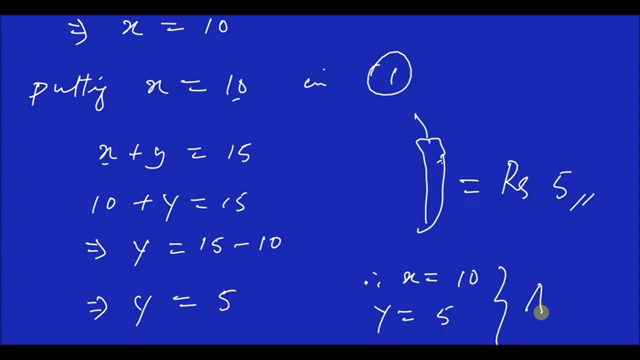 ⇒ x = 10
putting x = 10 in ①
x + y = 15
10 + y = 15
⇒ y = 15 - 10
⇒ y = 5
= Rs 5
∴ x = 10
y = 5